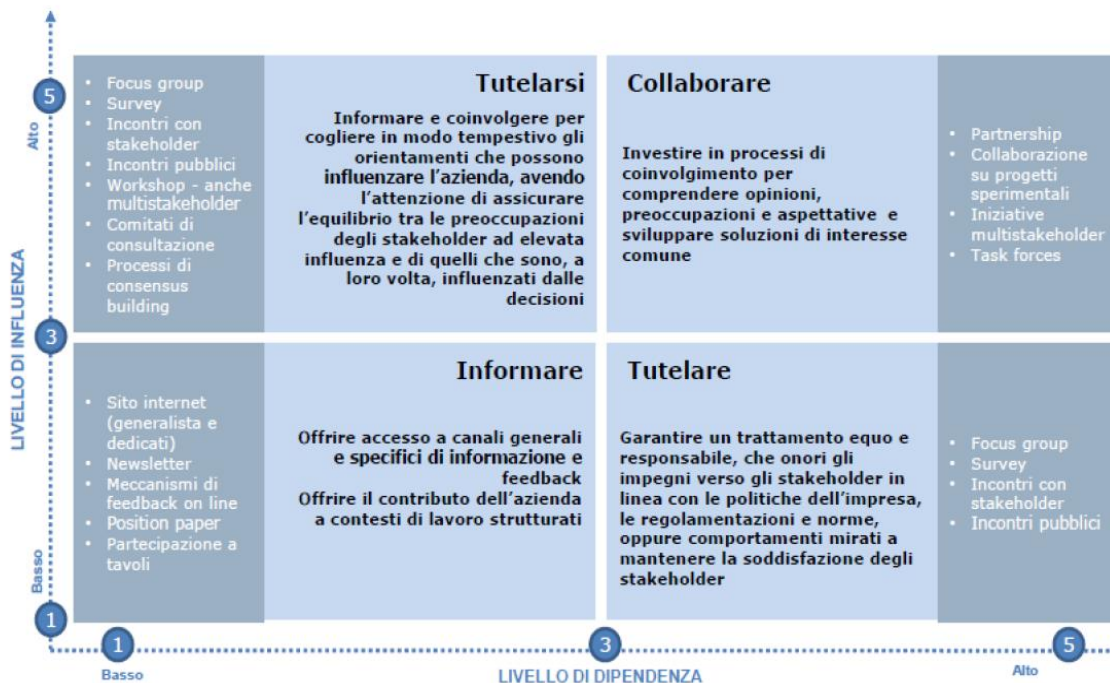 LIVELLO DI INFLUENZA
Alto
Basso
5
3
1
• Focus group
• Survey
• Incontri con
stakeholder
• Incontri pubblici
• Workshop - anche
multistakeholder
• Comitati di
consultazione
• Processi di
consensus
building
Tutelarsi
Informare e coinvolgere per
cogliere in modo tempestivo gli
orientamenti che possono
influenzare l'azienda, avendo
l'attenzione di assicurare
l'equilibrio tra le preoccupazioni
degli stakeholder ad elevata
influenza e di quelli che sono, a
loro volta, influenzati dalle
decisioni
Collaborare
Investire in processi di
coinvolgimento per
comprendere opinioni,
preoccupazioni e aspettative e
sviluppare soluzioni di interesse
comune
• Partnership
• Collaborazione
su progetti
sperimentali
• Iniziative
multistakeholder
• Task forces
• Sito internet
(generalista e
dedicati)
• Newsletter
• Meccanismi di
feedback on line
• Position paper
• Partecipazione a
tavoli
Informare
Offrire accesso a canali generali
e specifici di informazione e
feedback
Offrire il contributo dell'azienda
a contesti di lavoro strutturati
Tutelare
Garantire un trattamento equo e
responsabile, che onori gli
impegni verso gli stakeholder in
linea con le politiche dell'impresa,
le regolamentazioni e norme,
oppure comportamenti mirati a
mantenere la soddisfazione degli
stakeholder
• Focus group
• Survey
• Incontri con
stakeholder
• Incontri pubblici
1
3
5
Basso
LIVELLO DI DIPENDENZA
Alto